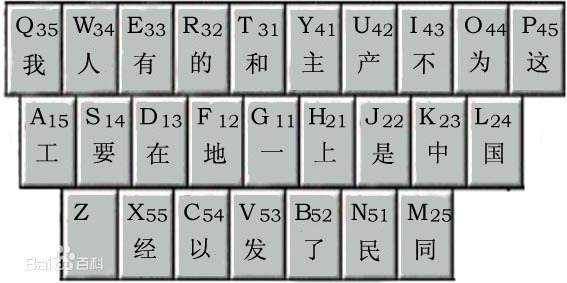 Q35 W34 E33 R32 T31 Y41 U42 I43 O44 P45
我 人 有 的 和 主 产 不 为 这
A15 S14 D13 F12 G11 H21 J22 K23 L24
工 要 在 地 一 上 是 中 国
Z X55 C54 V53 B52 N51 M25
经 以 发 了 民 同
Bai百科